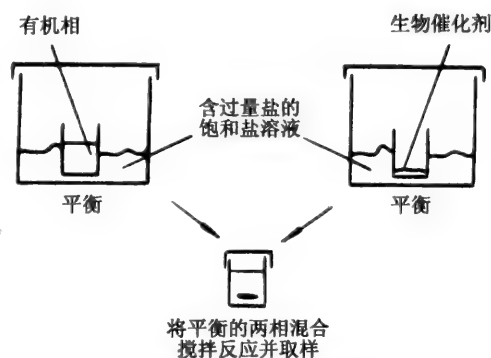 有机相
生物催化剂
含过量盐的
饱和盐溶液
平衡
平衡
将平衡的两相混合
搅拌反应并取样